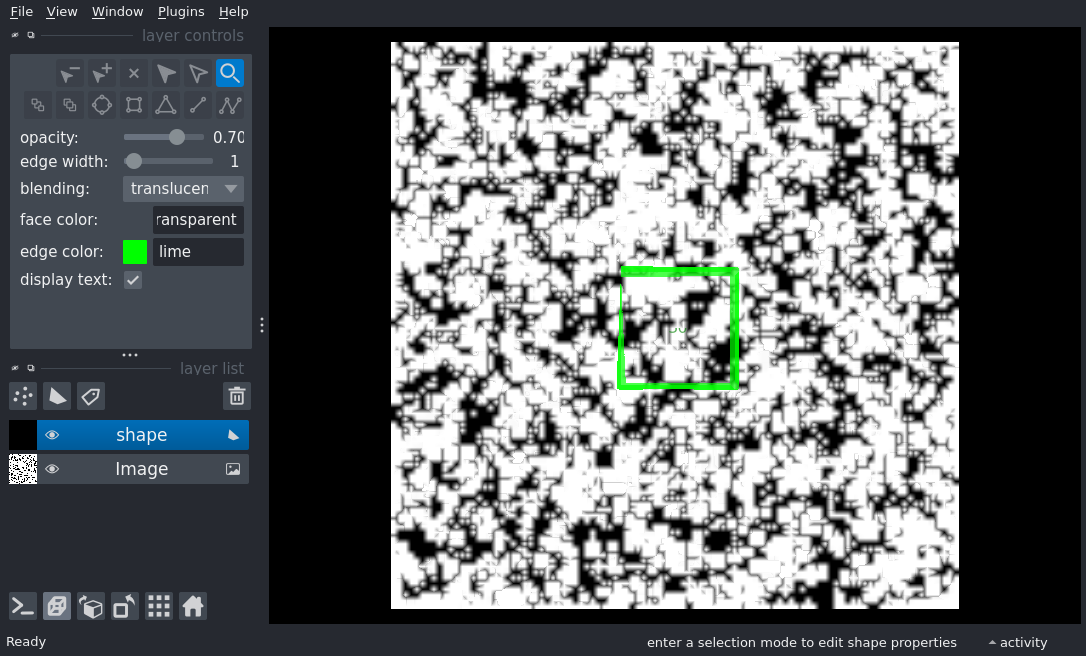 File View Window Plugins Help
layer controls
opacity: 0.70
edge width: 1
blending: translucen
face color: ransparent
edge color: lime
display text:
layer list
shape
Image
Ready
enter a selection mode to edit shape properties
activity